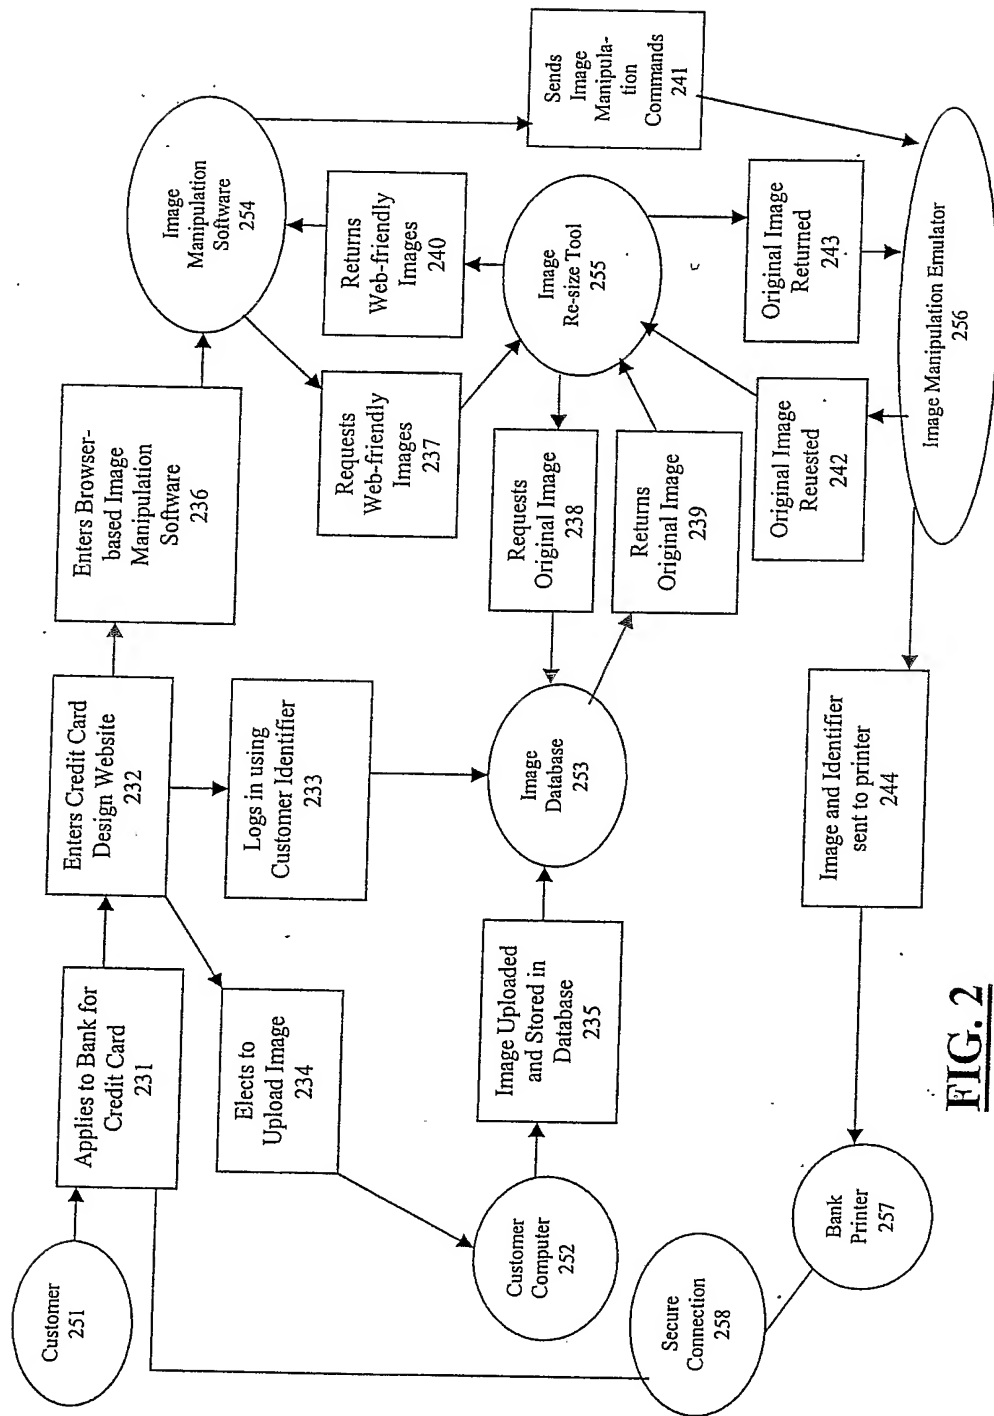 Customer
251
Applies to Bank for
Credit Card
231
Enters Credit Card
Design Website
232
Enters Browser-
based Image
Manipulation
Software
236
Image
Manipulation
Software
254
Elects to
Upload Image
234
Logs in using
Customer Identifier
233
Requests
Web-friendly
Images
237
Returns
Web-friendly
Images
240
Sends
Image
Manipula-
tion
Commands
241
Customer
Computer
252
Image Uploaded
and Stored in
Database
235
Image
Database
253
Requests
Original Image
238
Returns
Original Image
239
Image
Re-size Tool
255
Secure
Connection
258
Bank
Printer
257
Image and Identifier
sent to printer
244
Original Image
Reuested
242
Original Image
Returned
243
Image Manipulation Emulator
256
FIG. 2